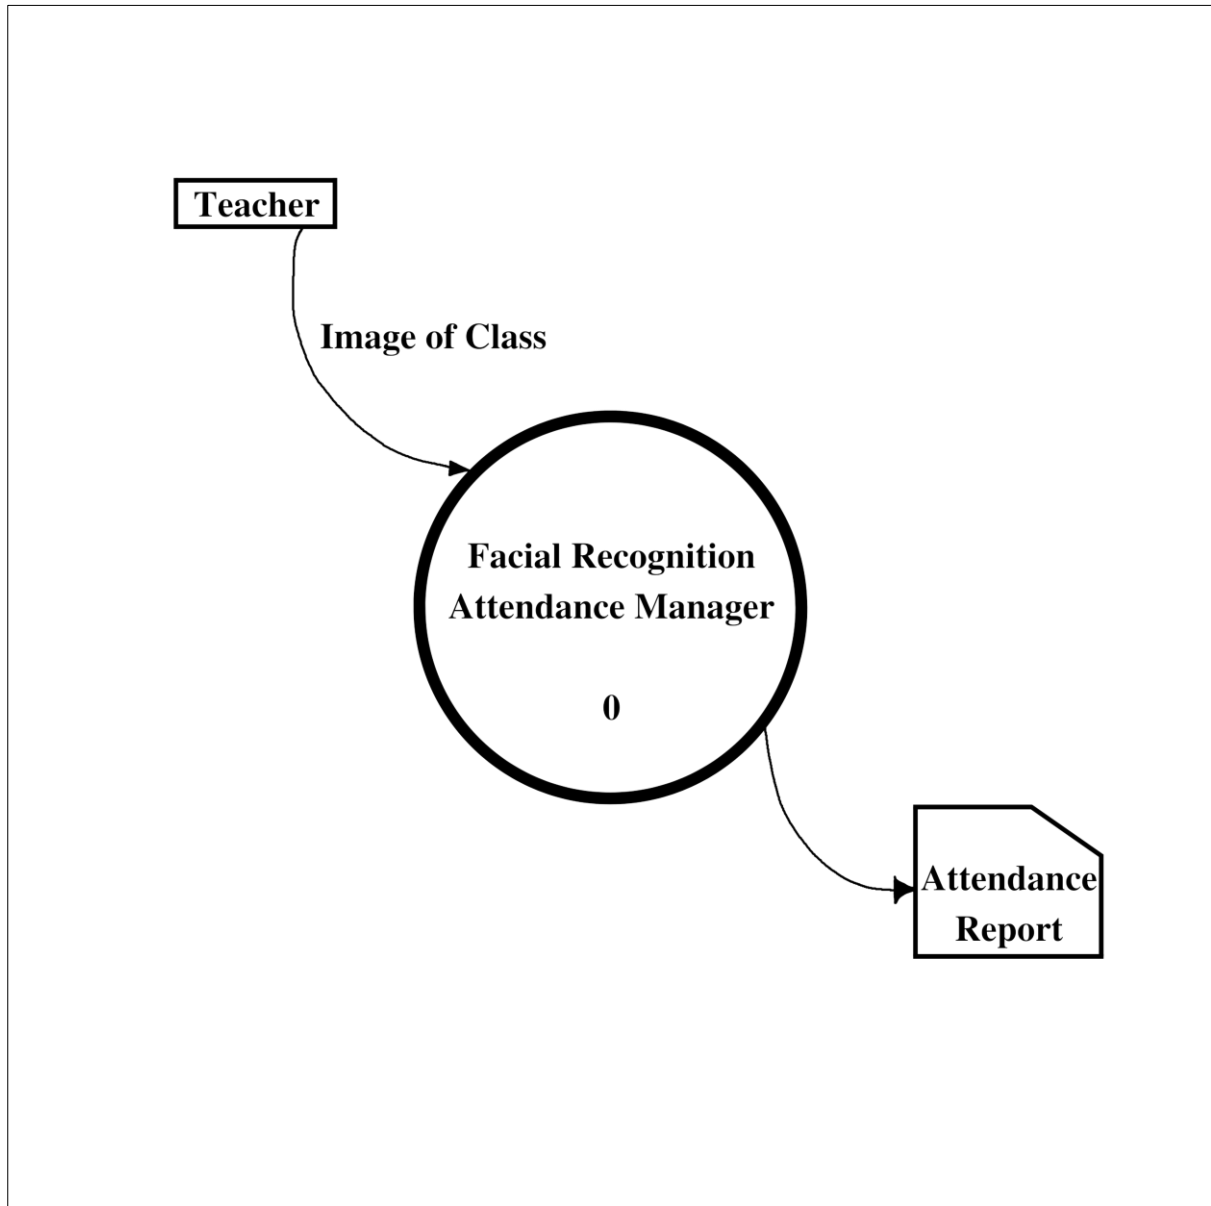 Teacher
Image of Class
Facial Recognition
Attendance Manager
0
Attendance
Report